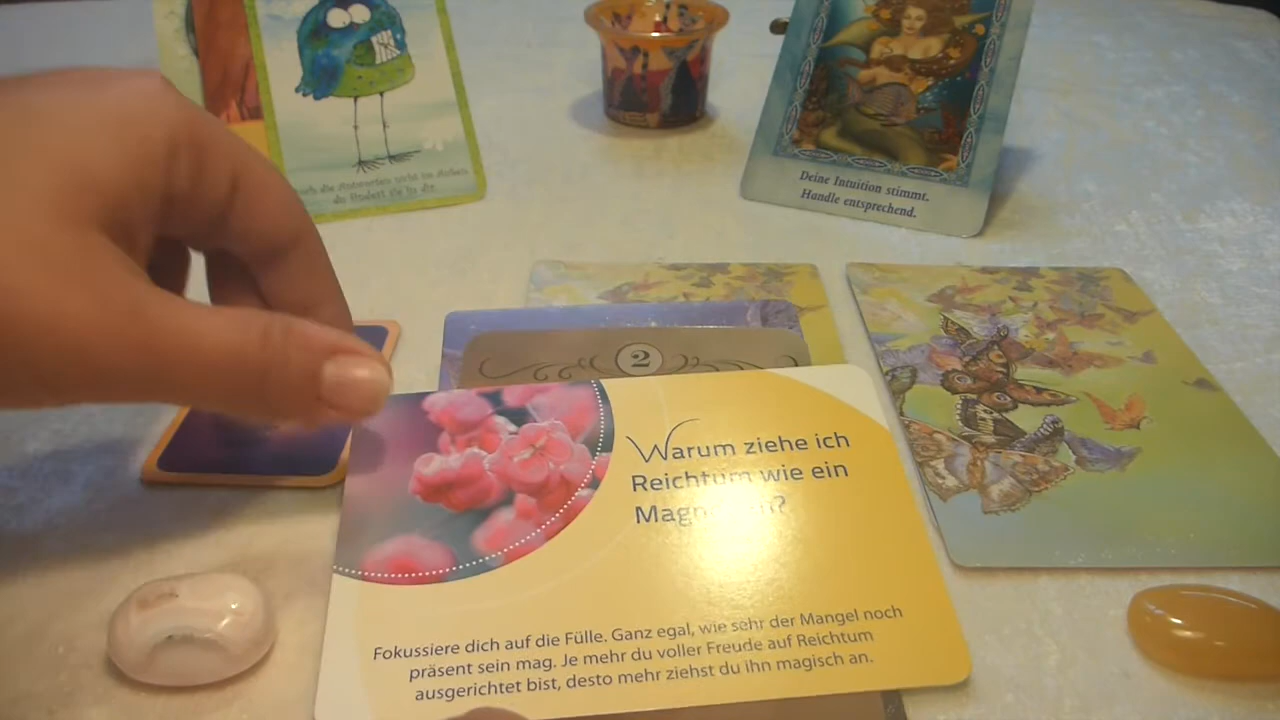 Deine Intuition stimmt.
Handle entsprechend.
2
Warum ziehe ich
Reichtum wie ein
Fokussiere dich auf die Fülle. Ganz egal, wie sehr der Mangel noch
präsent sein mag. Je mehr du voller Freude auf Reichtum
ausgerichtet bist, desto mehr ziehst du ihn magisch an.